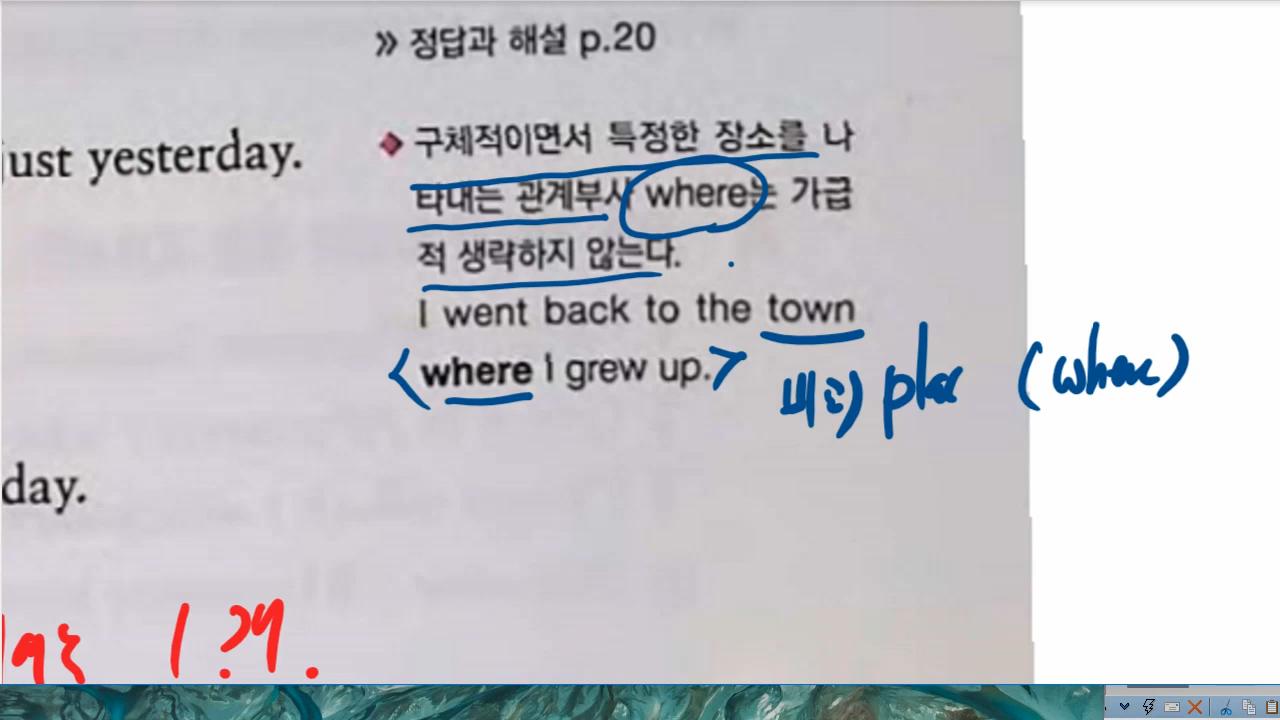 » 정답과 해설 p.20
just yesterday.
◆ 구체적이면서 특정한 장소를 나
타내는 관계부사 where는 가급
적 생략하지 않는다.
I went back to the town
<where I grew up.>
비교) place (where)
day.